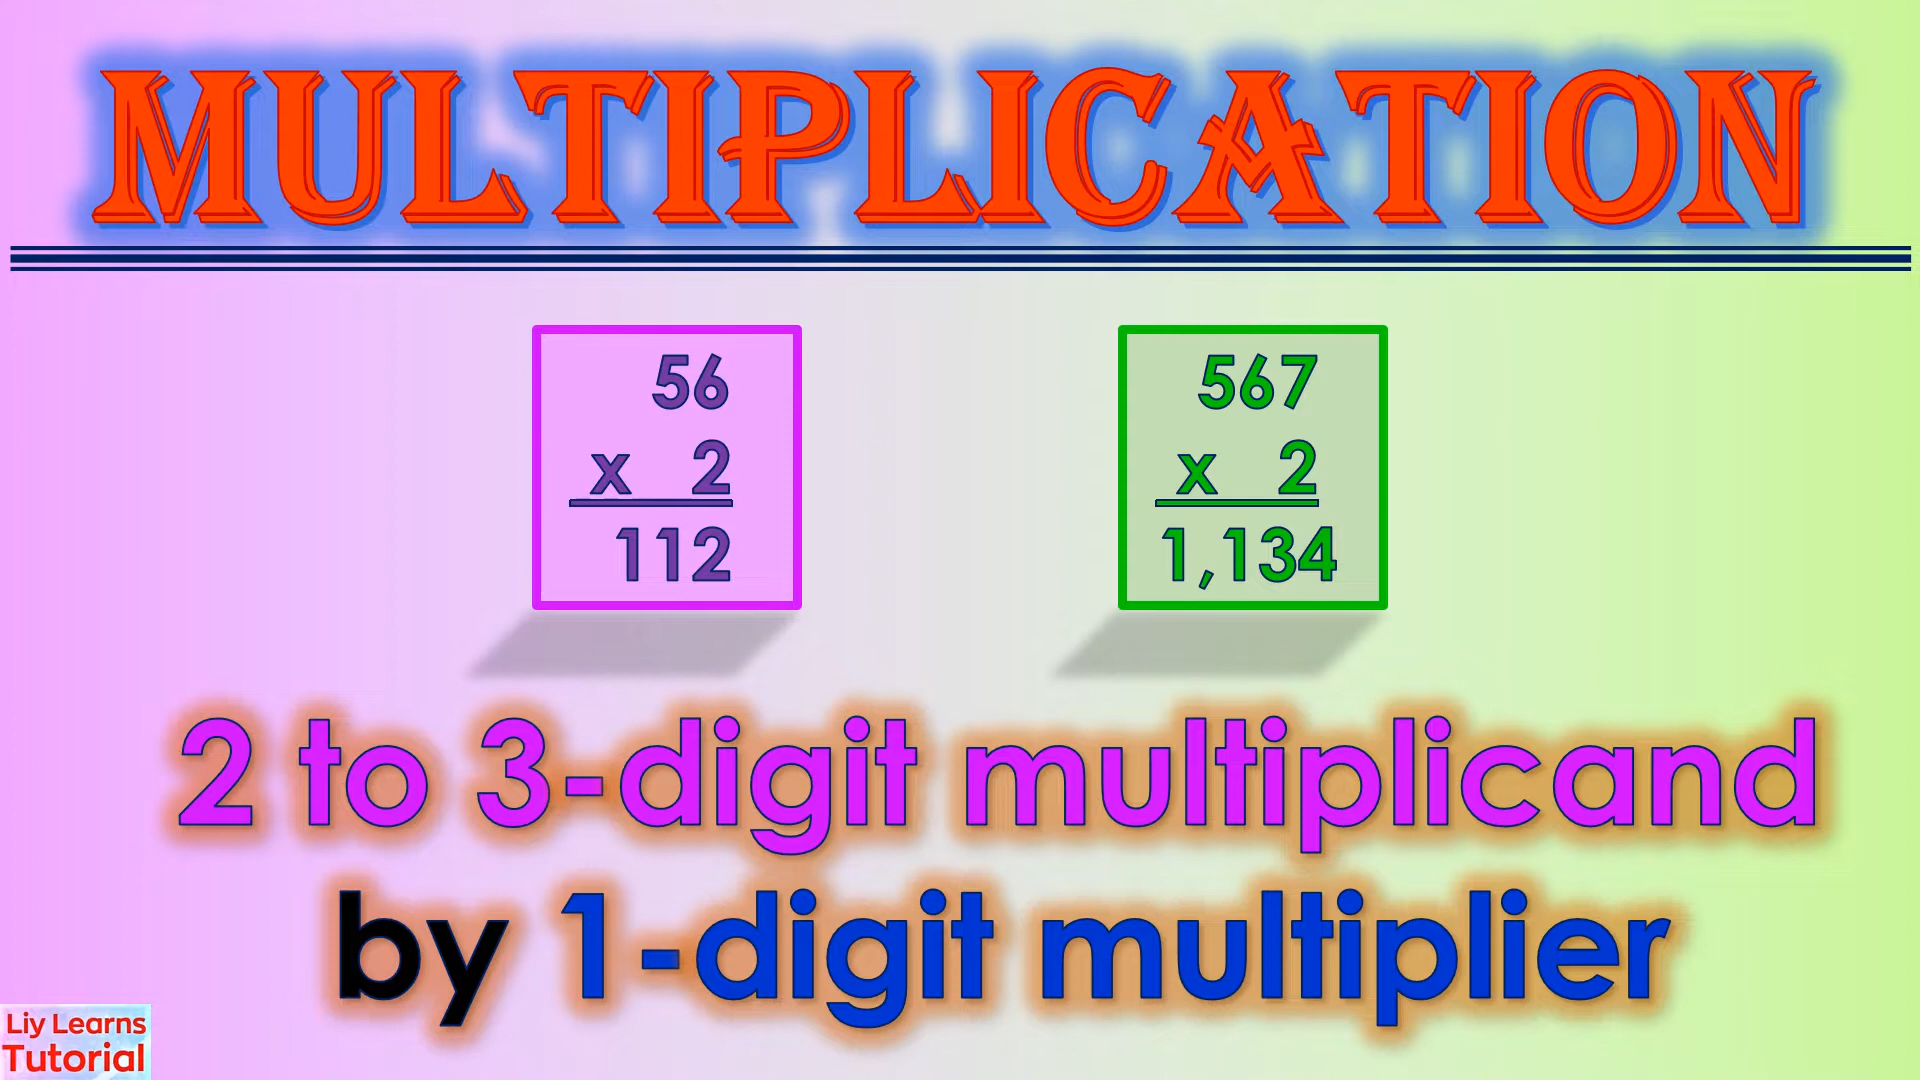 MULTIPLICATION
56
x 2
112
567
x 2
1,134
2 to 3-digit multiplicand
by 1-digit multiplier
Liy Learns
Tutorial